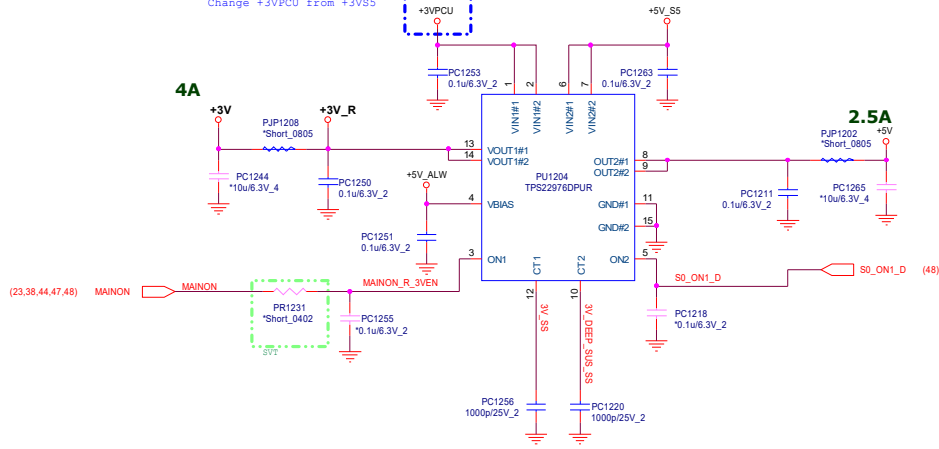 Change +3VPCU from +3VS5
+3VPCU
+5V_S5
PC1253
0.1u/6.3V_2
PC1263
0.1u/6.3V_2
4A
+3V
+3V_R
PJP1208
*Short_0805
PC1244
*10u/6.3V_4
PC1250
0.1u/6.3V_2
1
2
6
7
VIN1#1
VIN1#2
VIN2#1
VIN2#2
13
14
VOUT1#1
VOUT1#2
OUT2#1
OUT2#2
8
9
2.5A
+5V
PJP1202
*Short_0805
PC1211
0.1u/6.3V_2
PC1265
*10u/6.3V_4
PU1204
TPS22976DPUR
+5V_ALW
4
VBIAS
GND#1
11
GND#2
15
PC1251
0.1u/6.3V_2
3
ON1
CT1
CT2
ON2
5
S0_ON1_D
S0_ON1_D
(48)
(23,38,44,47,48)
MAINON
MAINON
MAINON_R_3VEN
PR1231
*Short_0402
SVT
PC1255
*0.1u/6.3V_2
12
10
3V_SS
3V_DEEP_SUS_SS
PC1218
*0.1u/6.3V_2
PC1256
1000p/25V_2
PC1220
1000p/25V_2